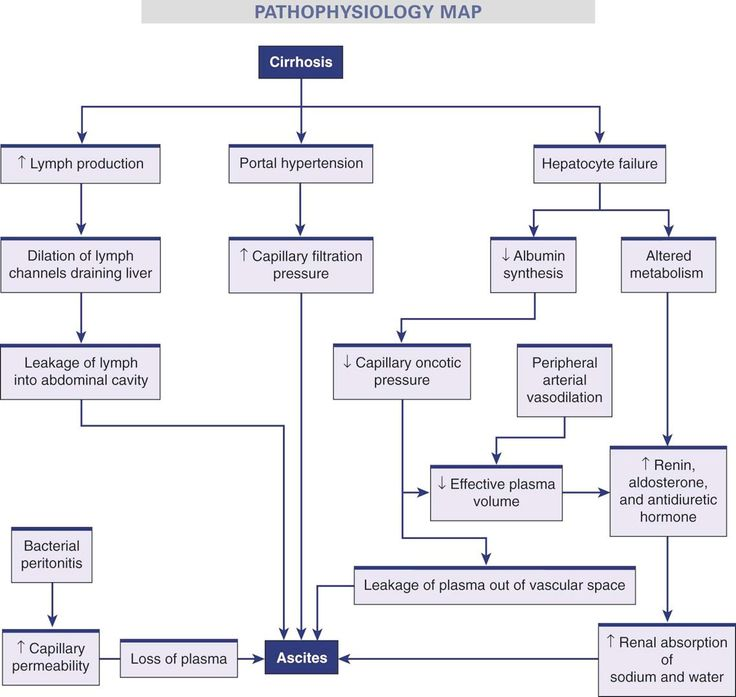 PATHOPHYSIOLOGY MAP
Cirrhosis
↑ Lymph production
Portal hypertension
Hepatocyte failure
Dilation of lymph
channels draining liver
↑ Capillary filtration
pressure
↓ Albumin
synthesis
Altered
metabolism
Leakage of lymph
into abdominal cavity
↓ Capillary oncotic
pressure
Peripheral
arterial
vasodilation
↓ Effective plasma
volume
↑ Renin,
aldosterone,
and antidiuretic
hormone
Bacterial
peritonitis
Leakage of plasma out of vascular space
↑ Capillary
permeability
Loss of plasma
Ascites
↑ Renal absorption
of
sodium and water